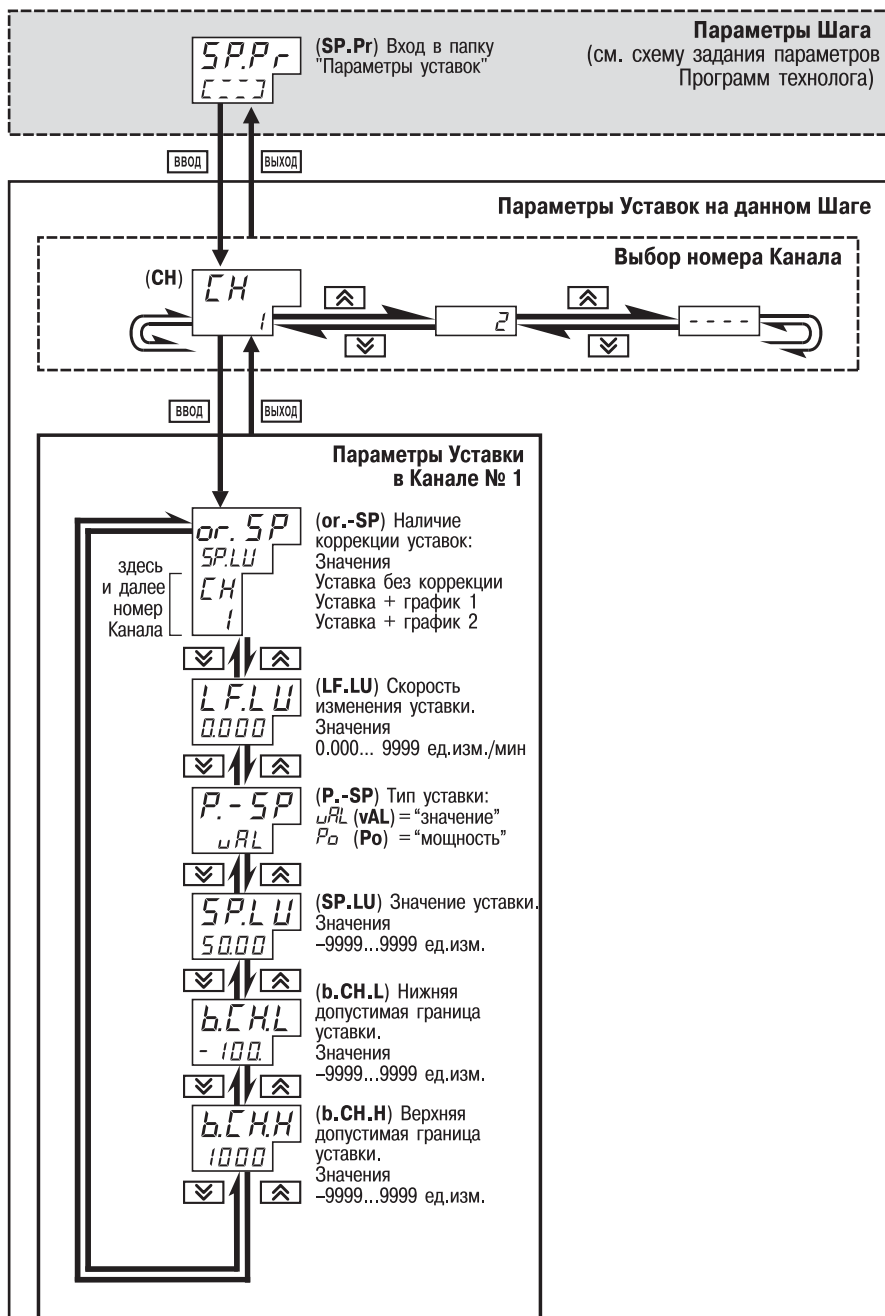 Параметры Шага
(см. схему задания параметров
Программ технолога)
SP.Pr
[---]
(SP.Pr) Вход в папку
"Параметры уставок"
ВВОД
ВЫХОД
Параметры Уставок на данном Шаге
Выбор номера Канала
(CH)
CH
1
2
----
ВВОД
ВЫХОД
Параметры Уставки
в Канале № 1
or.SP
SP.LU
CH
1
здесь
и далее
номер
Канала
(or.-SP) Наличие
коррекции уставок:
Значения
Уставка без коррекции
Уставка + график 1
Уставка + график 2
LF.LU
0.000
(LF.LU) Скорость
изменения уставки.
Значения
0.000... 9999 ед.изм./мин
P.-SP
vAL
(P.-SP) Тип уставки:
vAL (vAL) = “значение”
Po (Po) = “мощность”
SP.LU
50.00
(SP.LU) Значение уставки.
Значения
–9999...9999 ед.изм.
b.CH.L
-100.
(b.CH.L) Нижняя
допустимая граница
уставки.
Значения
–9999...9999 ед.изм.
b.CH.H
1000
(b.CH.H) Верхняя
допустимая граница
уставки.
Значения
–9999...9999 ед.изм.